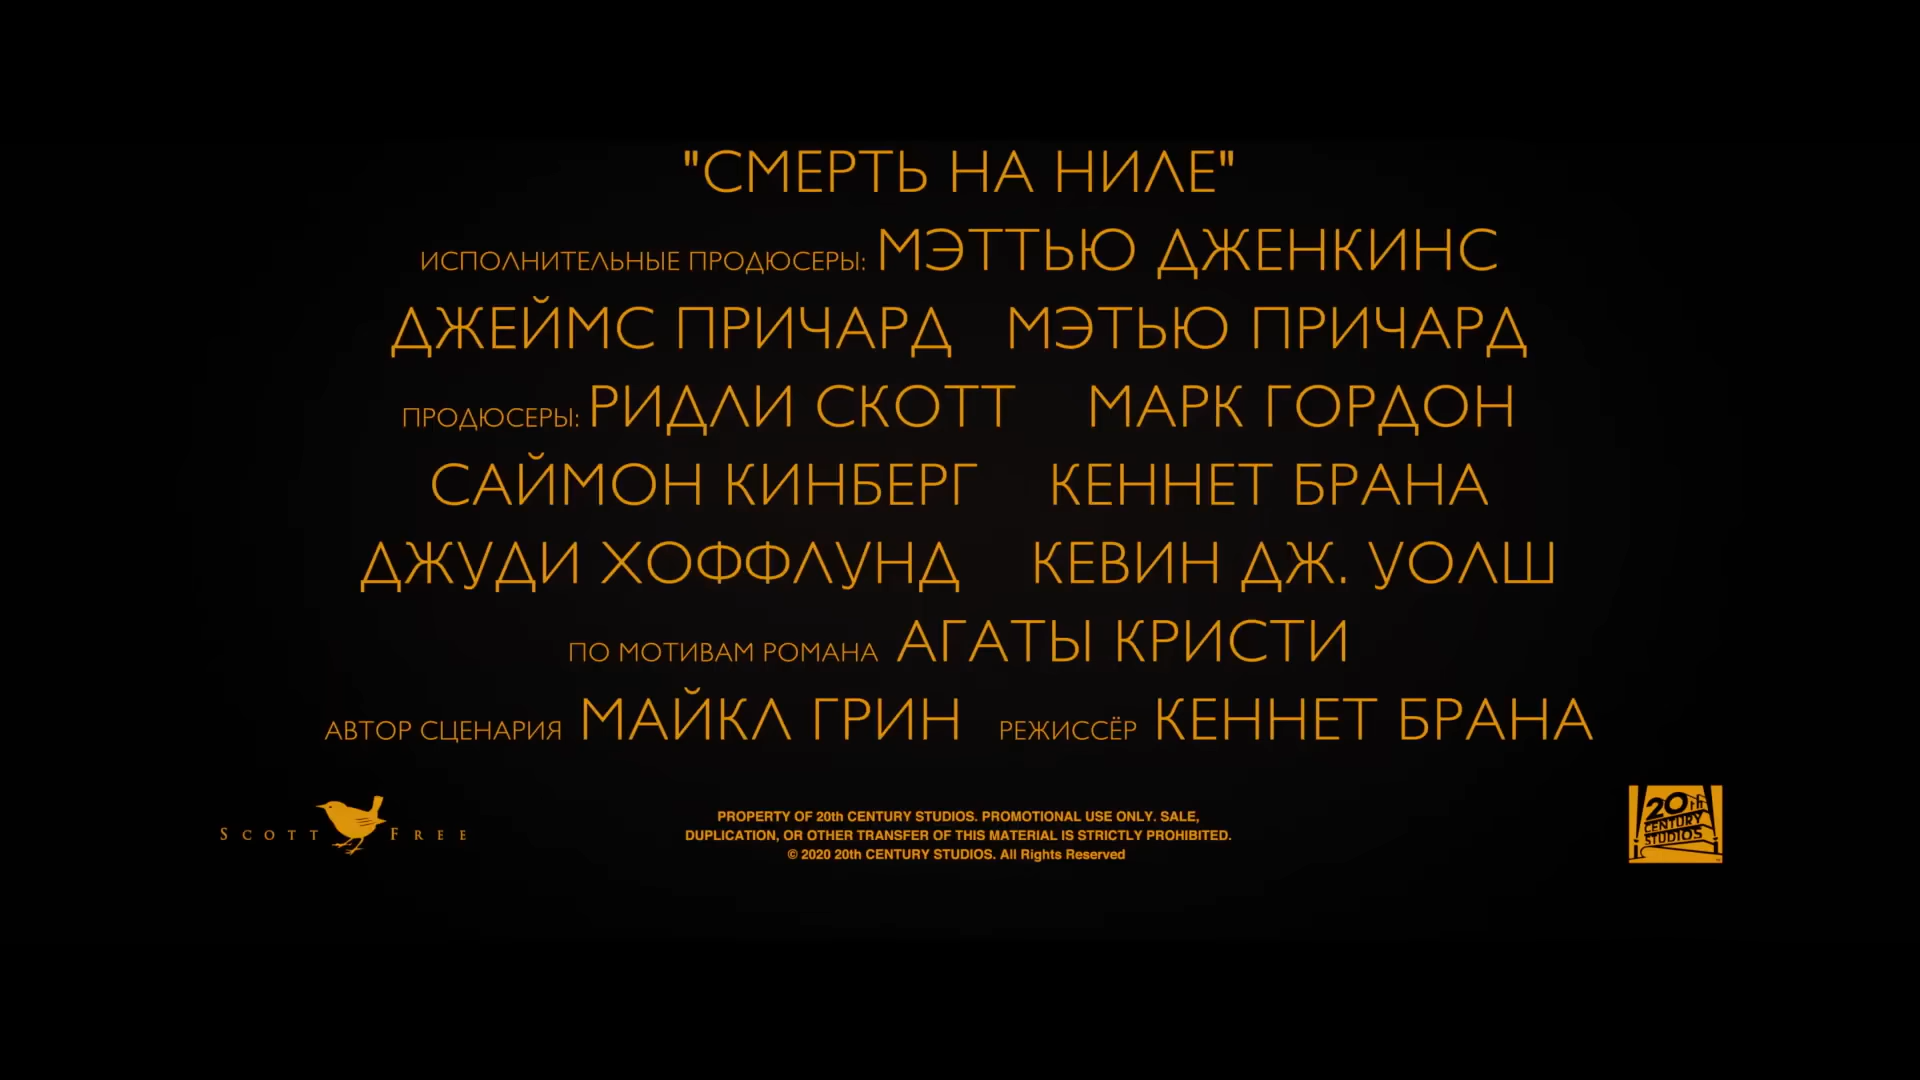 "СМЕРТЬ НА НИЛЕ"
ИСПОЛНИТЕЛЬНЫЕ ПРОДЮСЕРЫ: МЭТТЬЮ ДЖЕНКИНС
ДЖЕЙМС ПРИЧАРД МЭТЬЮ ПРИЧАРД
ПРОДЮСЕРЫ: РИДЛИ СКОТТ МАРК ГОРДОН
САЙМОН КИНБЕРГ КЕННЕТ БРАНА
ДЖУДИ ХОФФЛУНД КЕВИН ДЖ. УОЛШ
ПО МОТИВАМ РОМАНА АГАТЫ КРИСТИ
АВТОР СЦЕНАРИЯ МАЙКЛ ГРИН РЕЖИССЁР КЕННЕТ БРАНА
SCOTT FREE
PROPERTY OF 20th CENTURY STUDIOS. PROMOTIONAL USE ONLY. SALE,
DUPLICATION, OR OTHER TRANSFER OF THIS MATERIAL IS STRICTLY PROHIBITED.
© 2020 20th CENTURY STUDIOS. All Rights Reserved
20th
CENTURY
STUDIOS